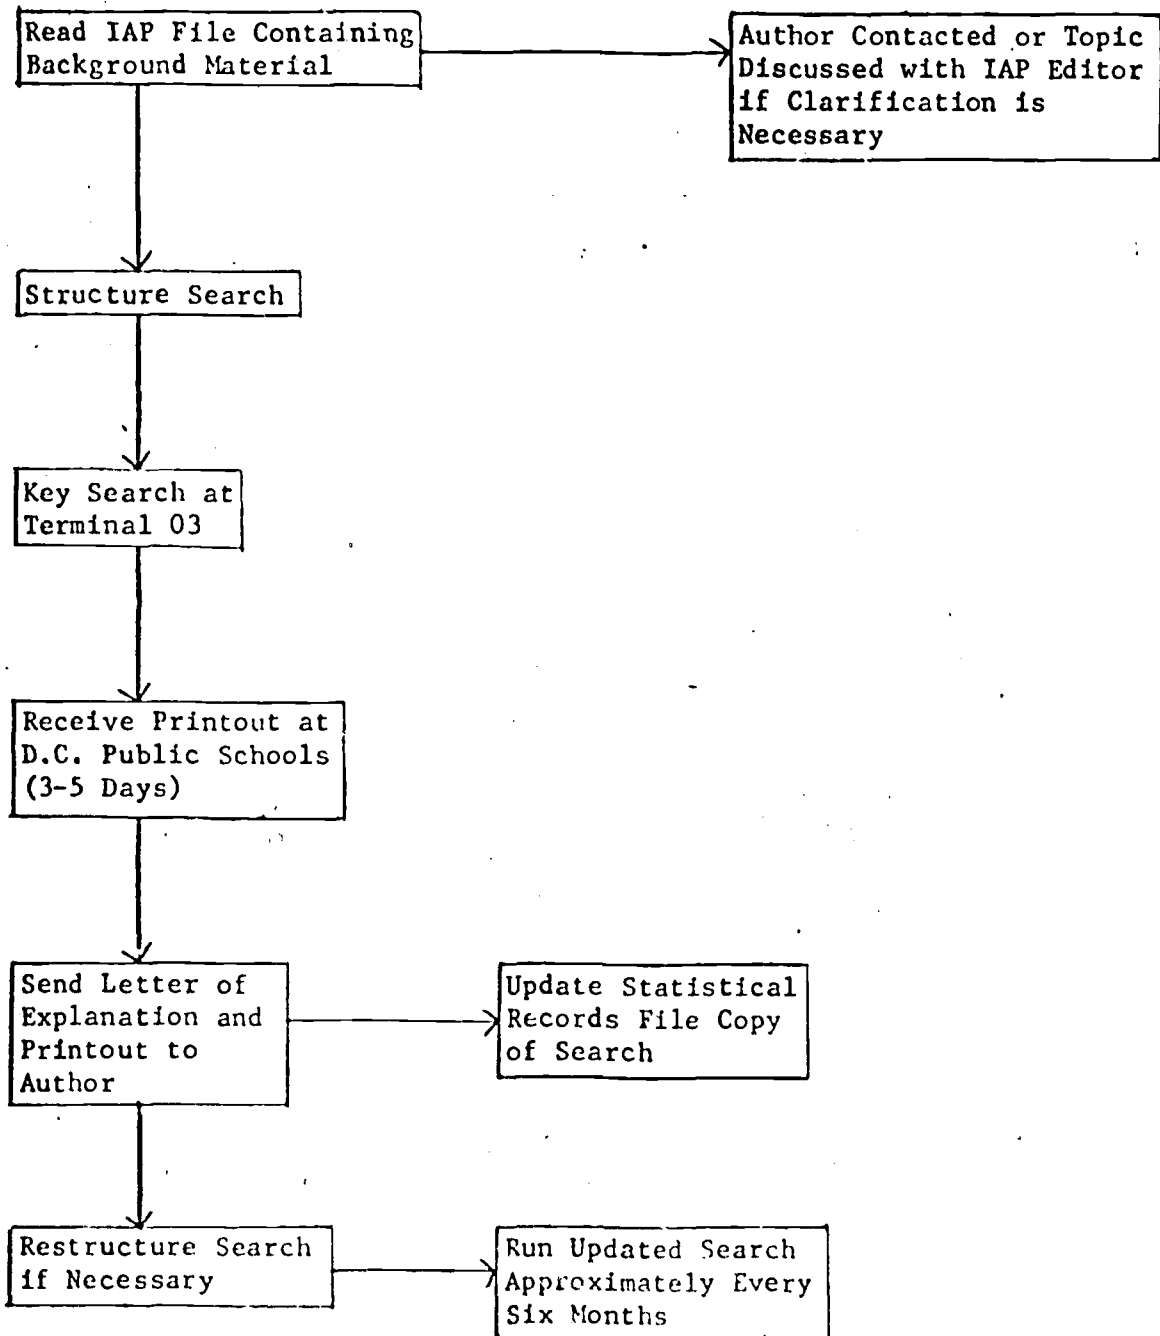 Read IAP File Containing
Background Material
Author Contacted or Topic
Discussed with IAP Editor
if Clarification is
Necessary
Structure Search
Key Search at
Terminal 03
Receive Printout at
D.C. Public Schools
(3-5 Days)
Send Letter of
Explanation and
Printout to
Author
Update Statistical
Records File Copy
of Search
Restructure Search
if Necessary
Run Updated Search
Approximately Every
Six Months